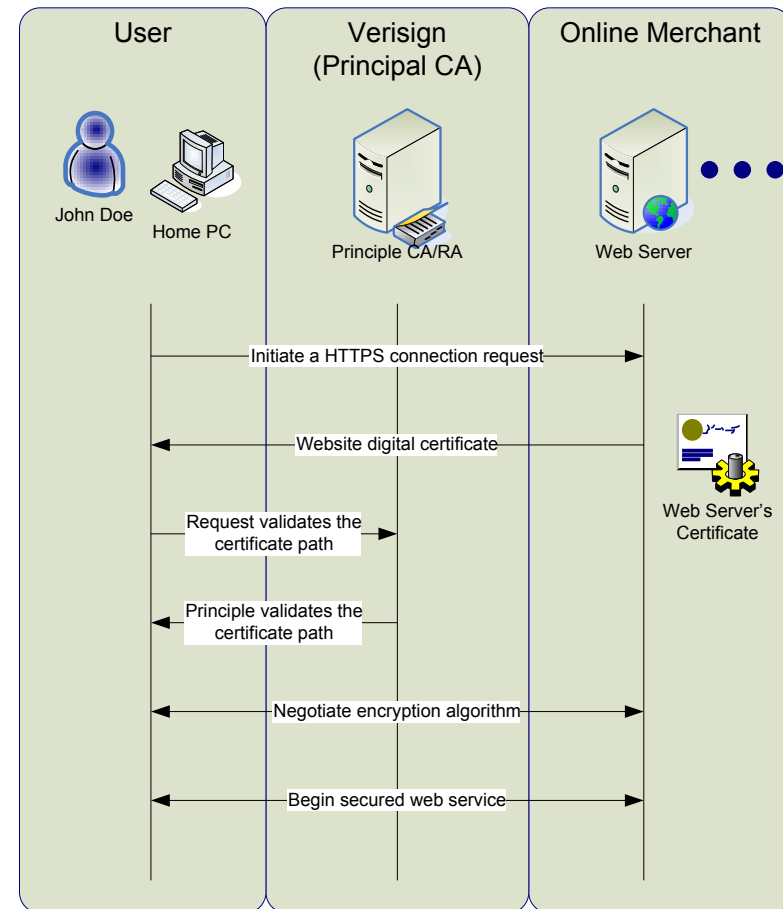 User
Verisign
(Principal CA)
Online Merchant
John Doe
Home PC
Principle CA/RA
Web Server
Initiate a HTTPS connection request
Website digital certificate
Web Server’s
Certificate
Request validates the
certificate path
Principle validates the
certificate path
Negotiate encryption algorithm
Begin secured web service